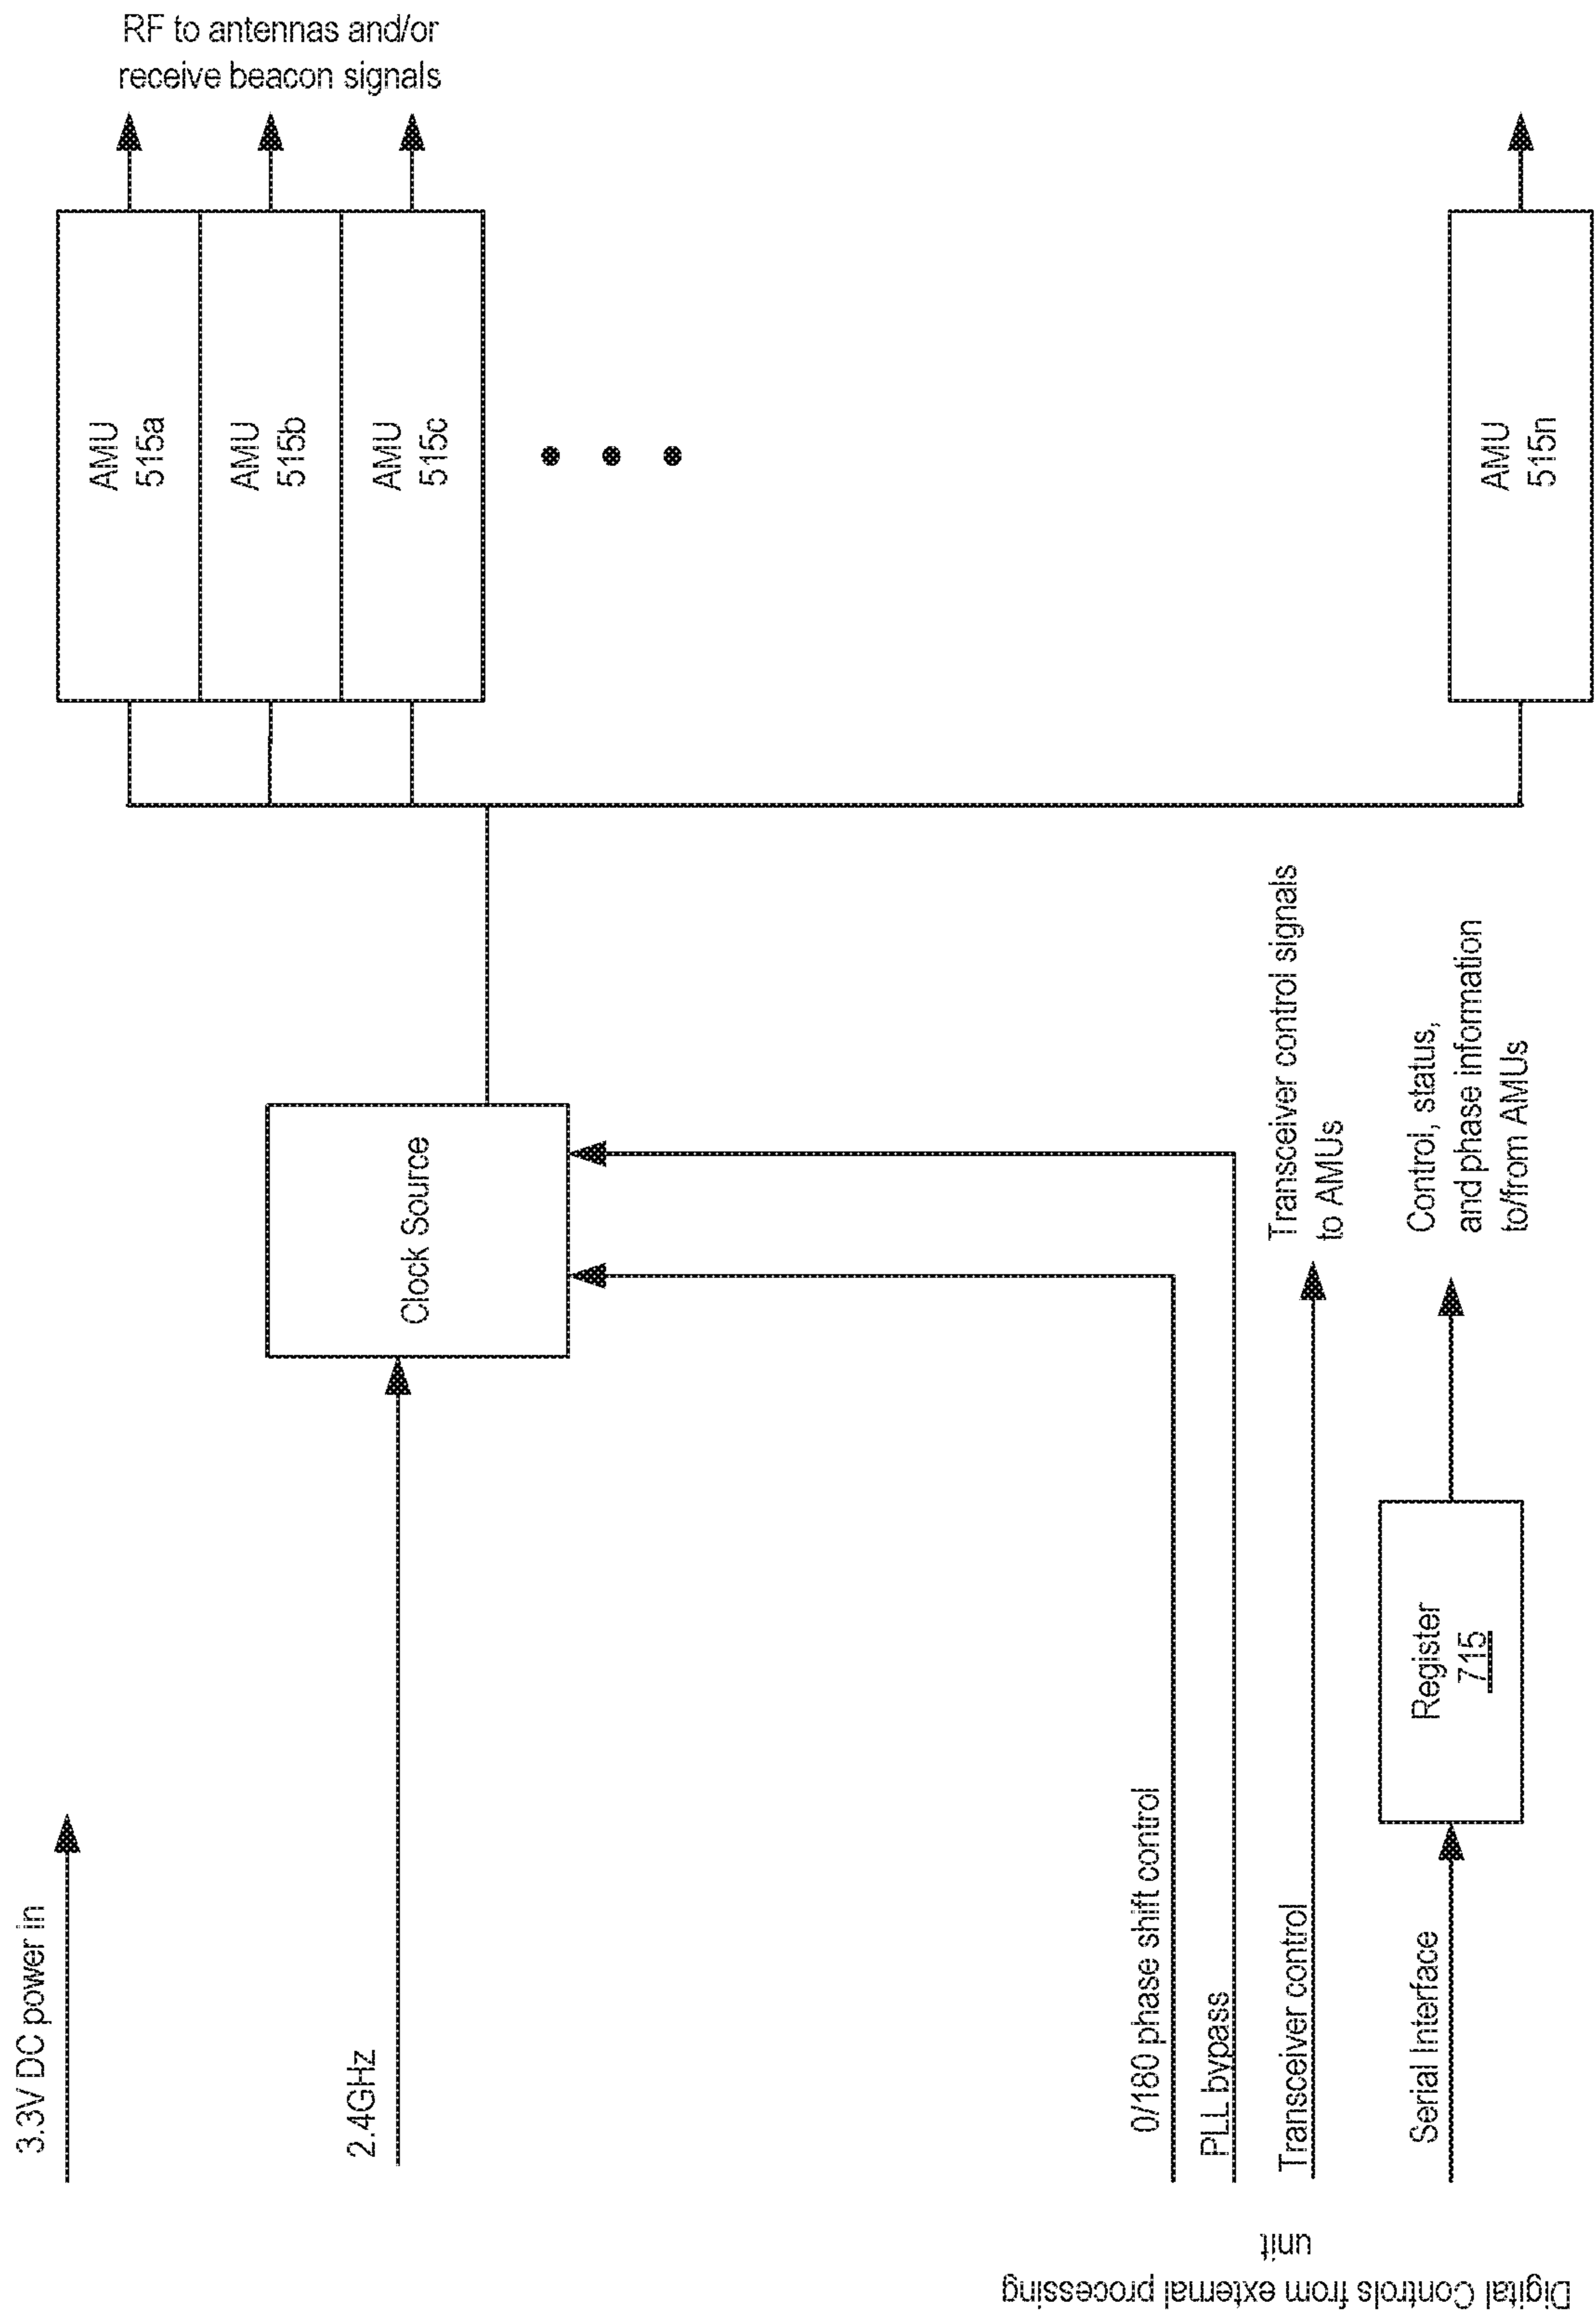 RF to antennas and/or
receive beacon signals
AMU
515a
AMU
515b
AMU
515c
AMU
515n
Clock Source
Transceiver control signals
to AMUs
Control, status,
and phase information
to/from AMUs
Register
715
3.3V DC power in
2.4GHz
0/180 phase shift control
PLL bypass
Transceiver control
Serial Interface
Digital Controls from external processing
unit